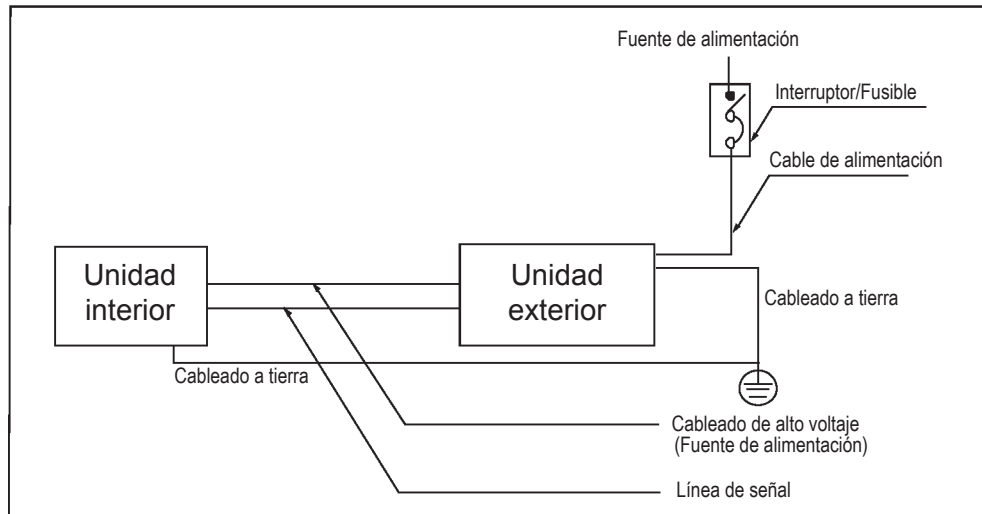 Fuente de alimentación
Interruptor/Fusible
Cable de alimentación
Unidad
interior
Unidad
exterior
Cableado a tierra
Cableado a tierra
Cableado de alto voltaje
(Fuente de alimentación)
Línea de señal